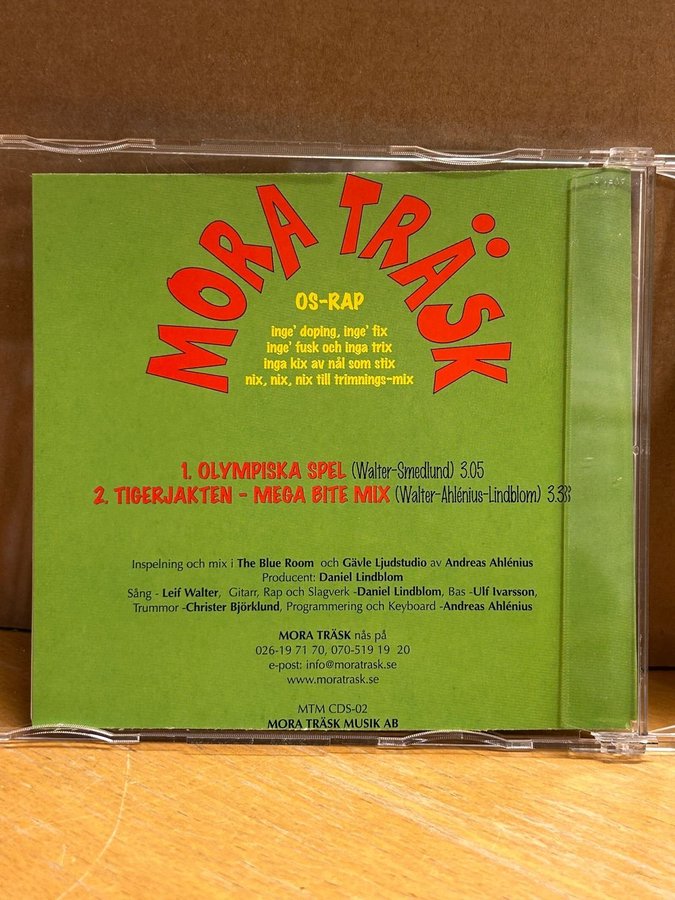 MORA TRÄSK
OS-RAP
inge' doping, inge' fix
inge' fusk och inga trix
inga kix av nål som stix
nix, nix, nix till trimnings-mix
1. OLYMPISKA SPEL (Walter-Smedlund) 3.05
2. TIGERJAKTEN - MEGA BITE MIX (Walter-Ahlénius-Lindblom)
Inspelning och mix i The Blue Room och Gävle Ljudstudio av Andreas Ahlénius
Producent: Daniel Lindblom
Sång - Leif Walter, Gitarr, Rap och Slagverk -Daniel Lindblom, Bas -Ulf Ivarsson,
Trummor -Christer Björklund, Programmering och Keyboard -Andreas Ahlénius
MORA TRÄSK nås på
026-19 71 70, 070-519 19 20
e-post: info@moratrask.se
www.moratrask.se
MTM CDS-02
MORA TRÄSK MUSIK AB